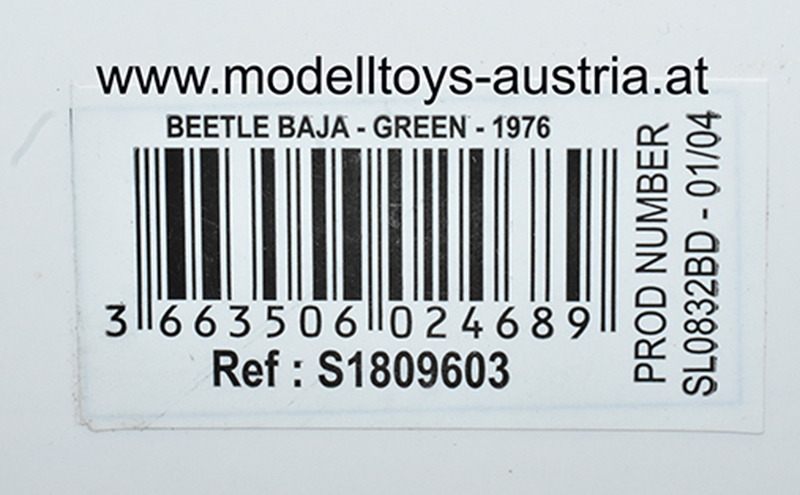 www.modelltoys-austria.at
BEETLE BAJA - GREEN - 1976
3 663506 024689
Ref : S1809603
PROD NUMBER
SL0832BD - 01/04